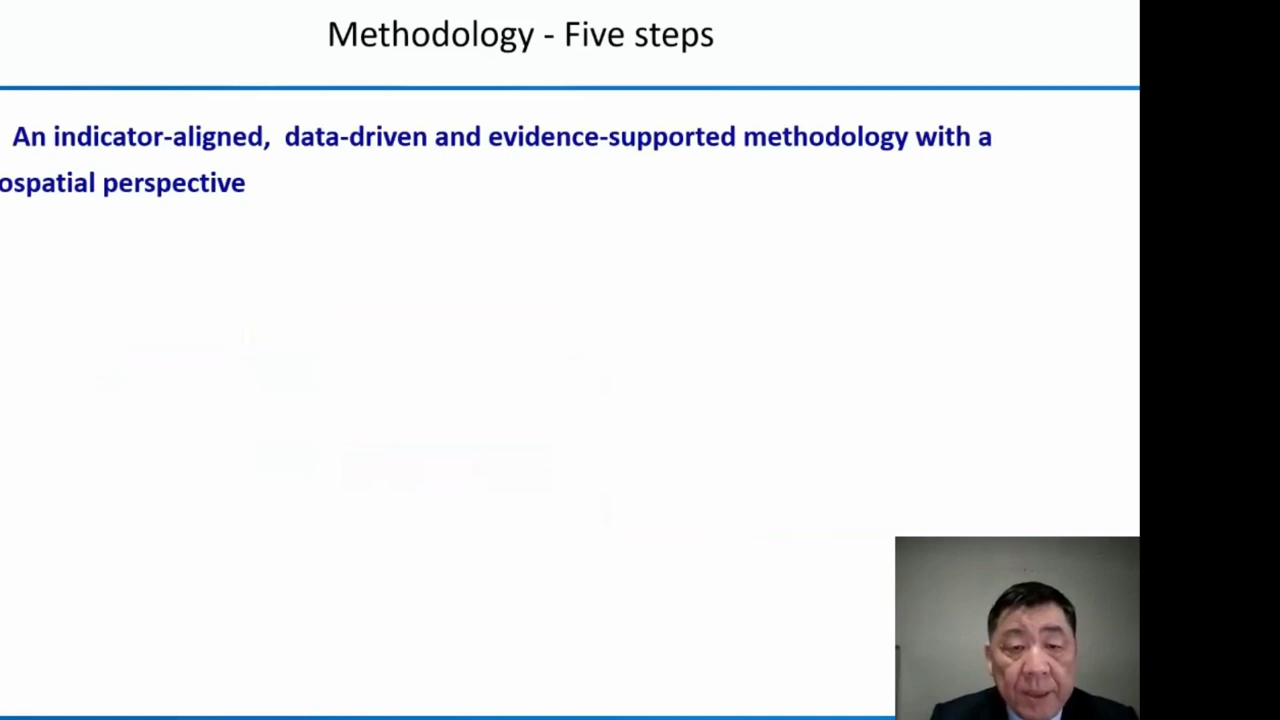 Methodology - Five steps
An indicator-aligned, data-driven and evidence-supported methodology with a
ospatial perspective